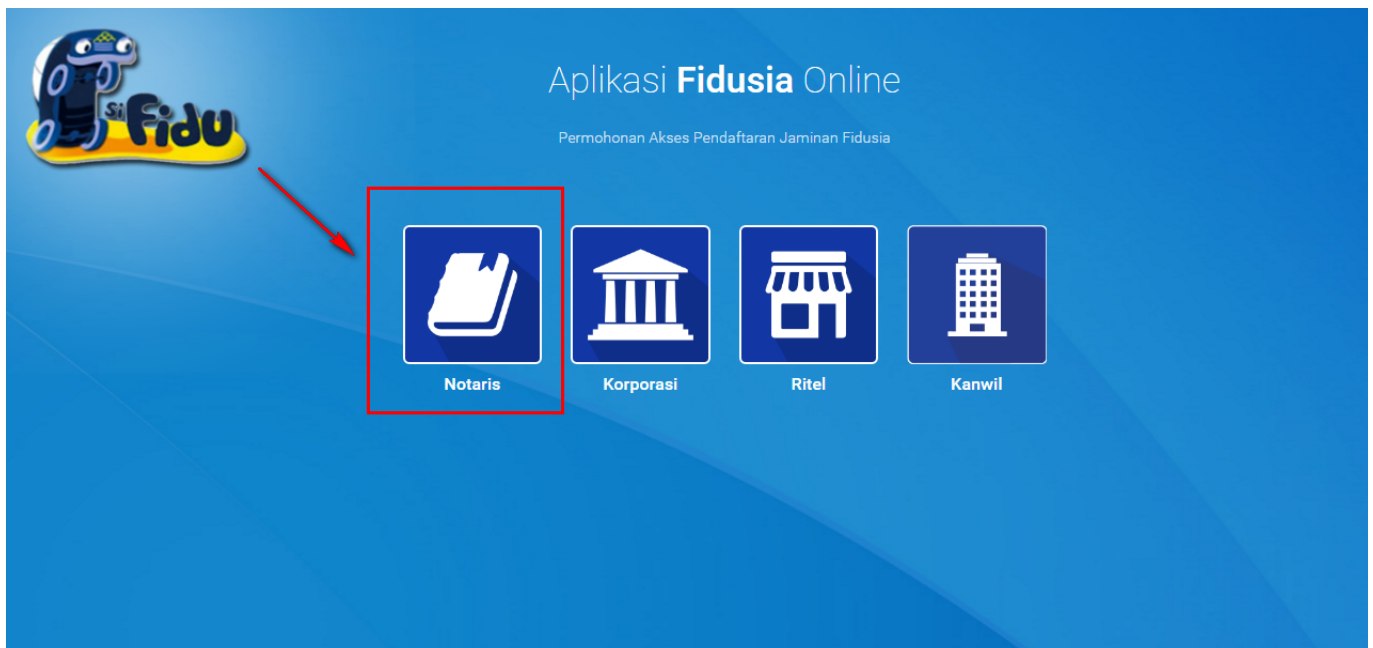 si Fidu
Aplikasi Fidusia Online
Permohonan Akses Pendaftaran Jaminan Fidusia
Notaris
Korporasi
Ritel
Kanwil